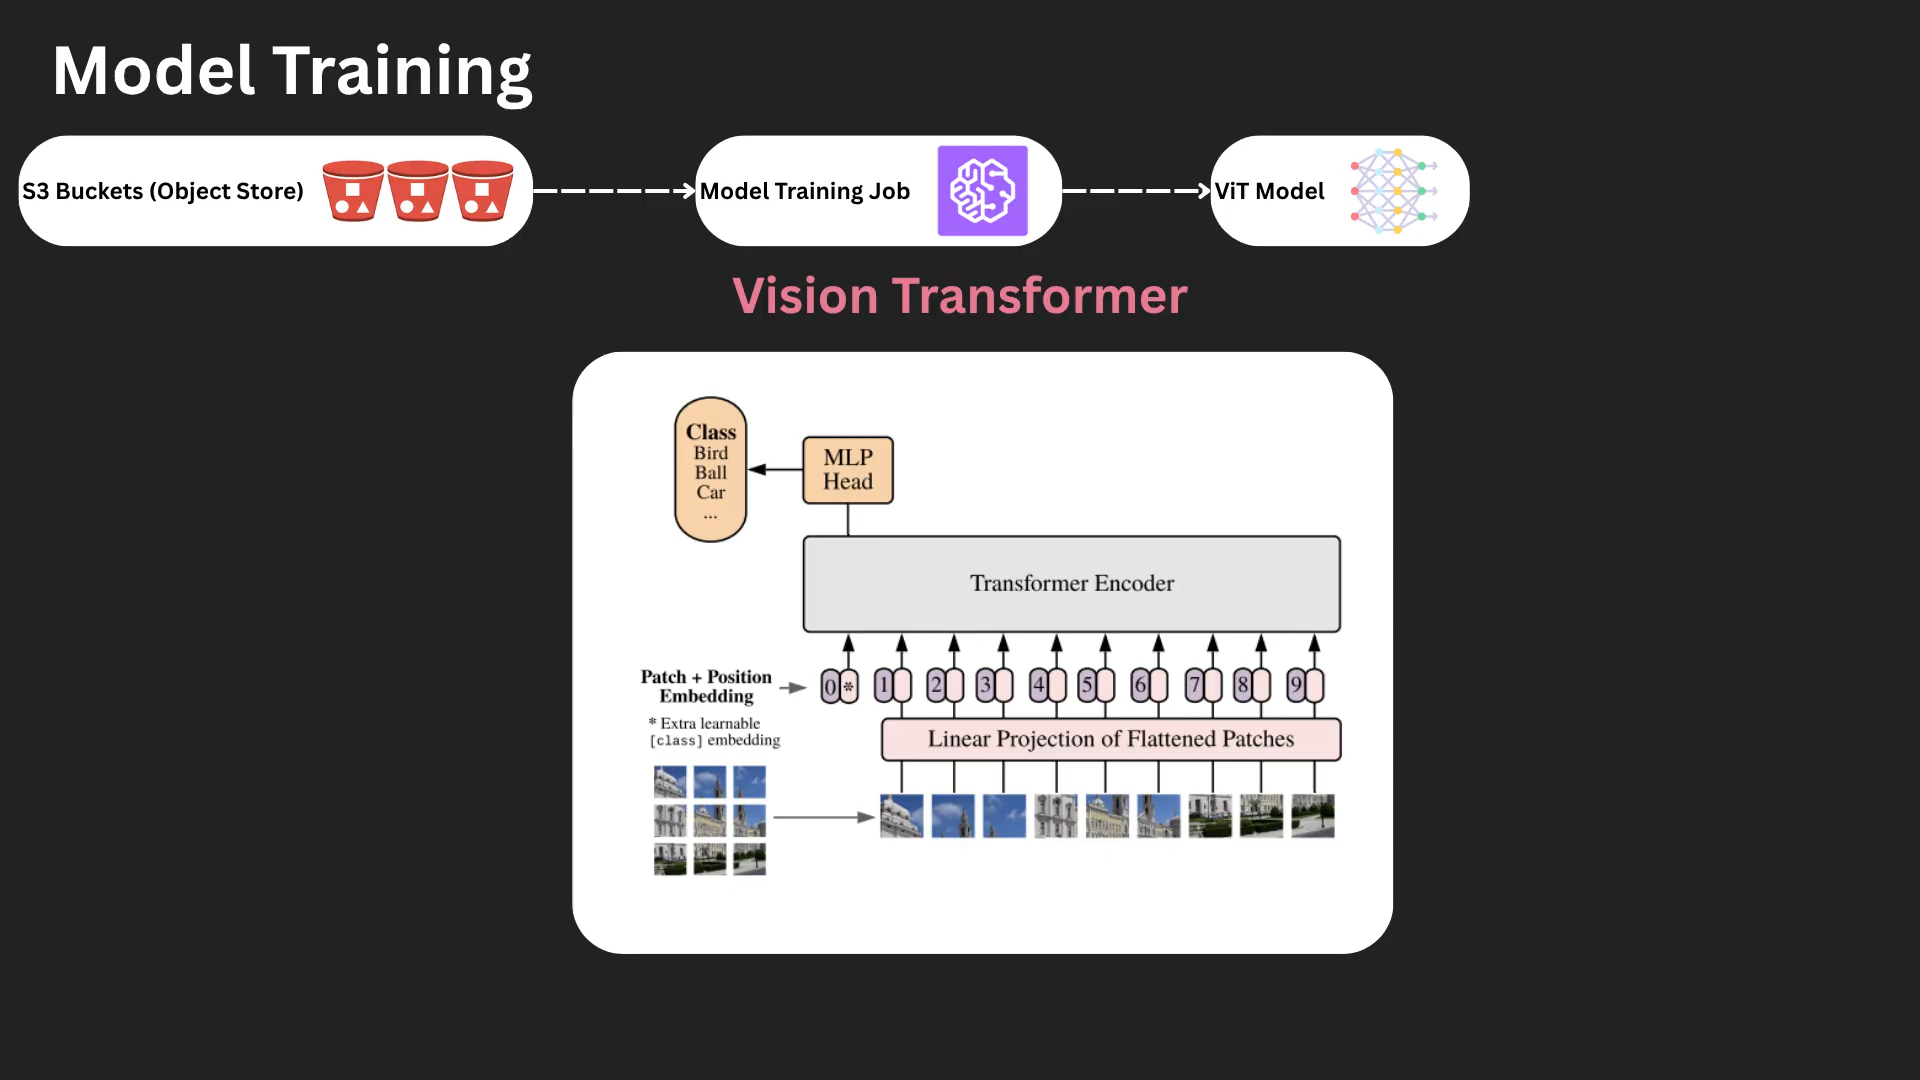 Model Training
S3 Buckets (Object Store)
Model Training Job
ViT Model
Vision Transformer
Class
Bird
Ball
Car
...
MLP
Head
Transformer Encoder
Patch + Position
Embedding
0 * 1 2 3 4 5 6 7 8 9
* Extra learnable
[class] embedding
Linear Projection of Flattened Patches